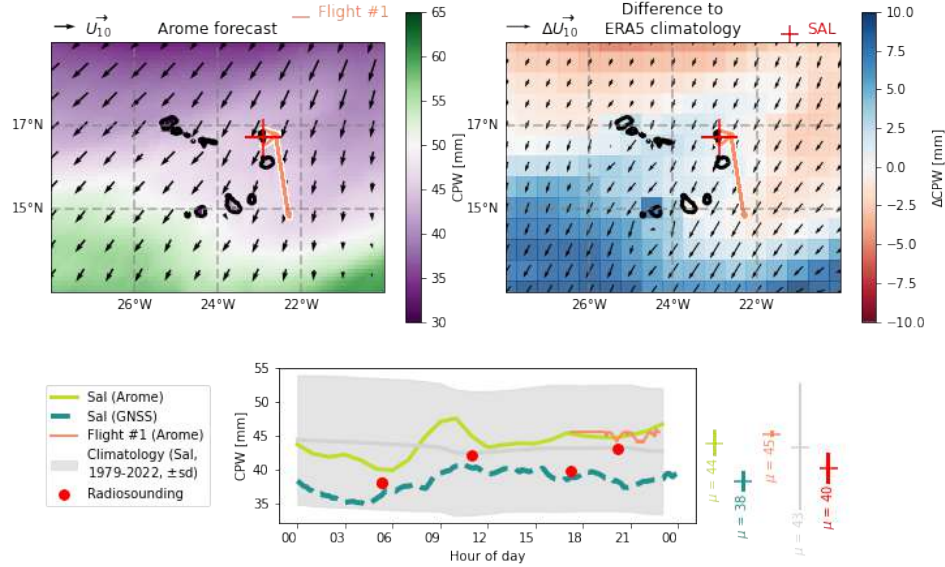 Flight #1
U10
Arome forecast
17°N
15°N
26°W
24°W
22°W
65
60
55
50
45
40
35
30
CPW [mm]
ΔU10
Difference to
ERA5 climatology
SAL
26°W
24°W
22°W
10.0
7.5
5.0
2.5
0.0
−2.5
−5.0
−7.5
−10.0
ΔCPW [mm]
Sal (Arome)
Sal (GNSS)
Flight #1 (Arome)
Climatology (Sal,
1979-2022, ±sd)
Radiosounding
CPW [mm]
55
50
45
40
35
00
03
06
09
12
15
18
21
00
Hour of day
μ = 44
μ = 38
μ = 45
μ = 43
μ = 40